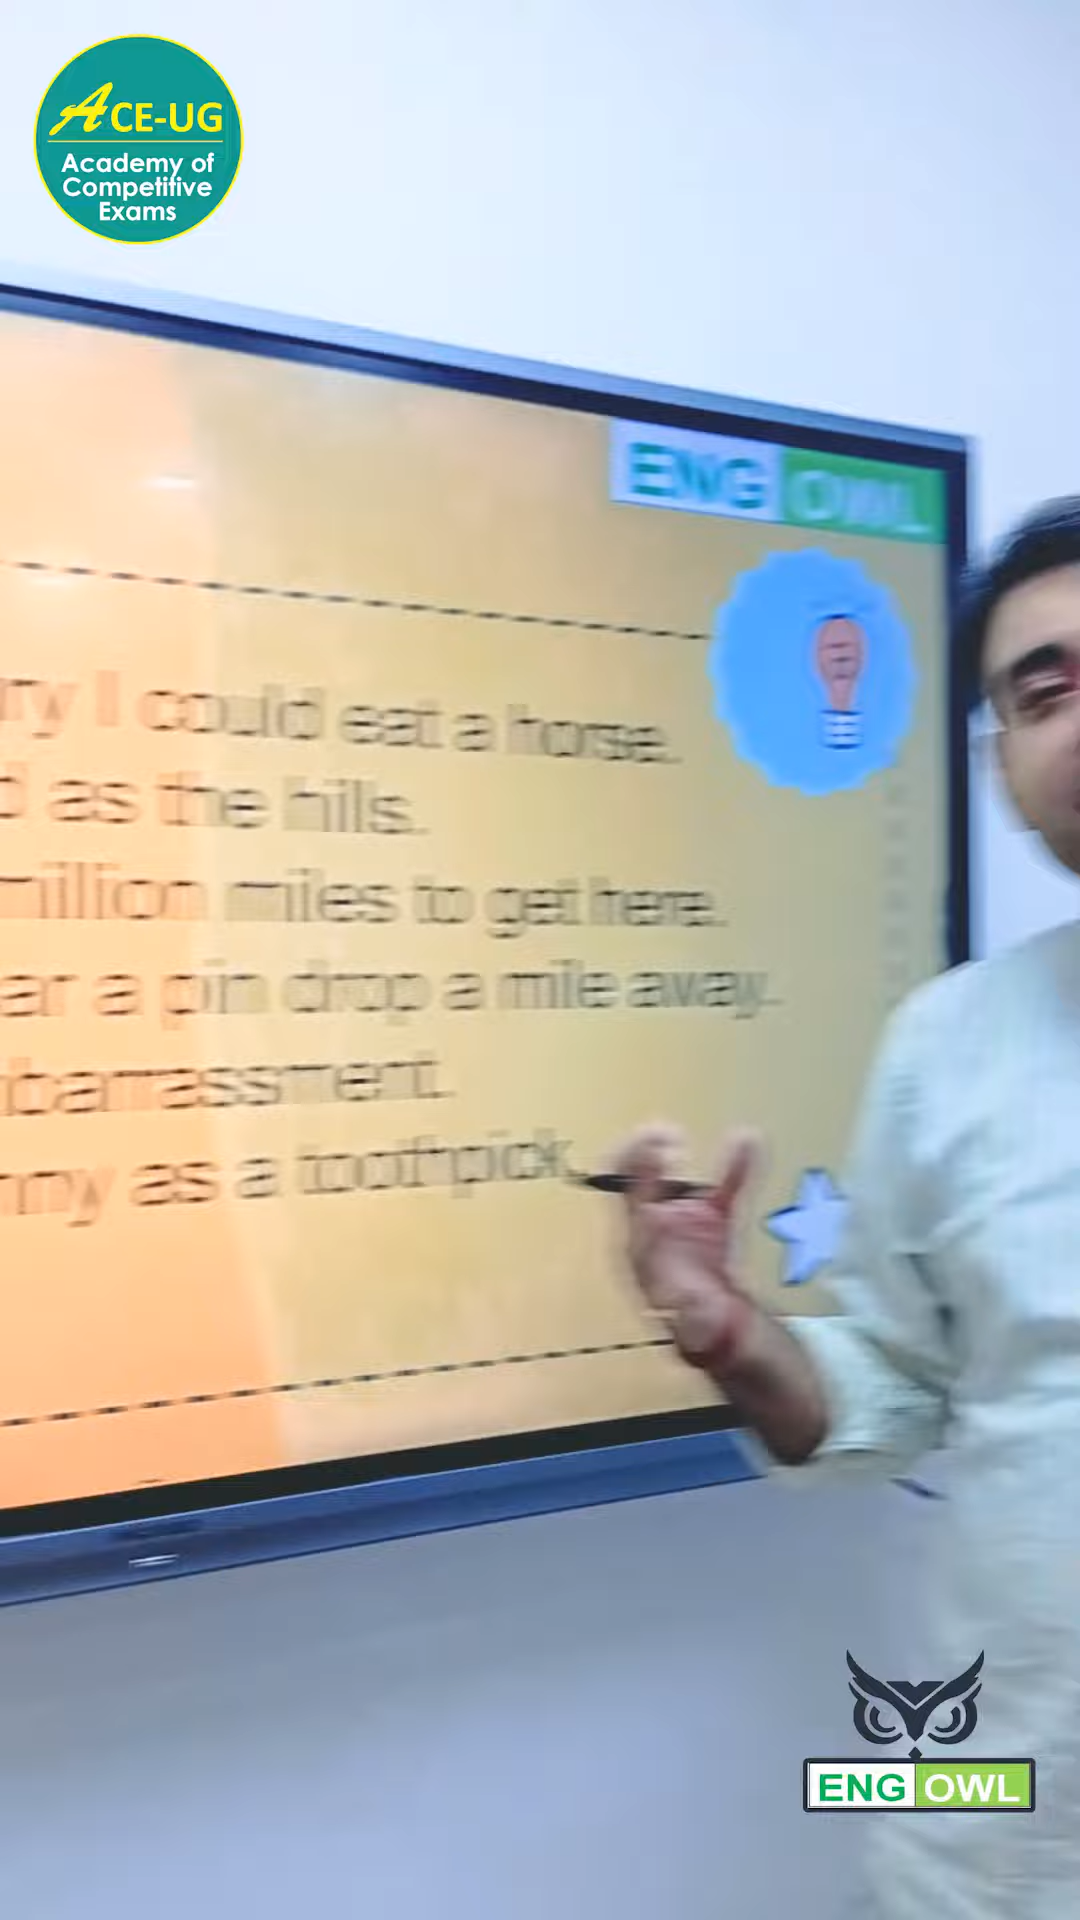 ACE-UG
Academy of
Competitive
Exams
ENG OWL
I could eat a horse.
as the hills.
million miles to get here.
a pin drop a mile away.
as a toothpick.
ENG OWL